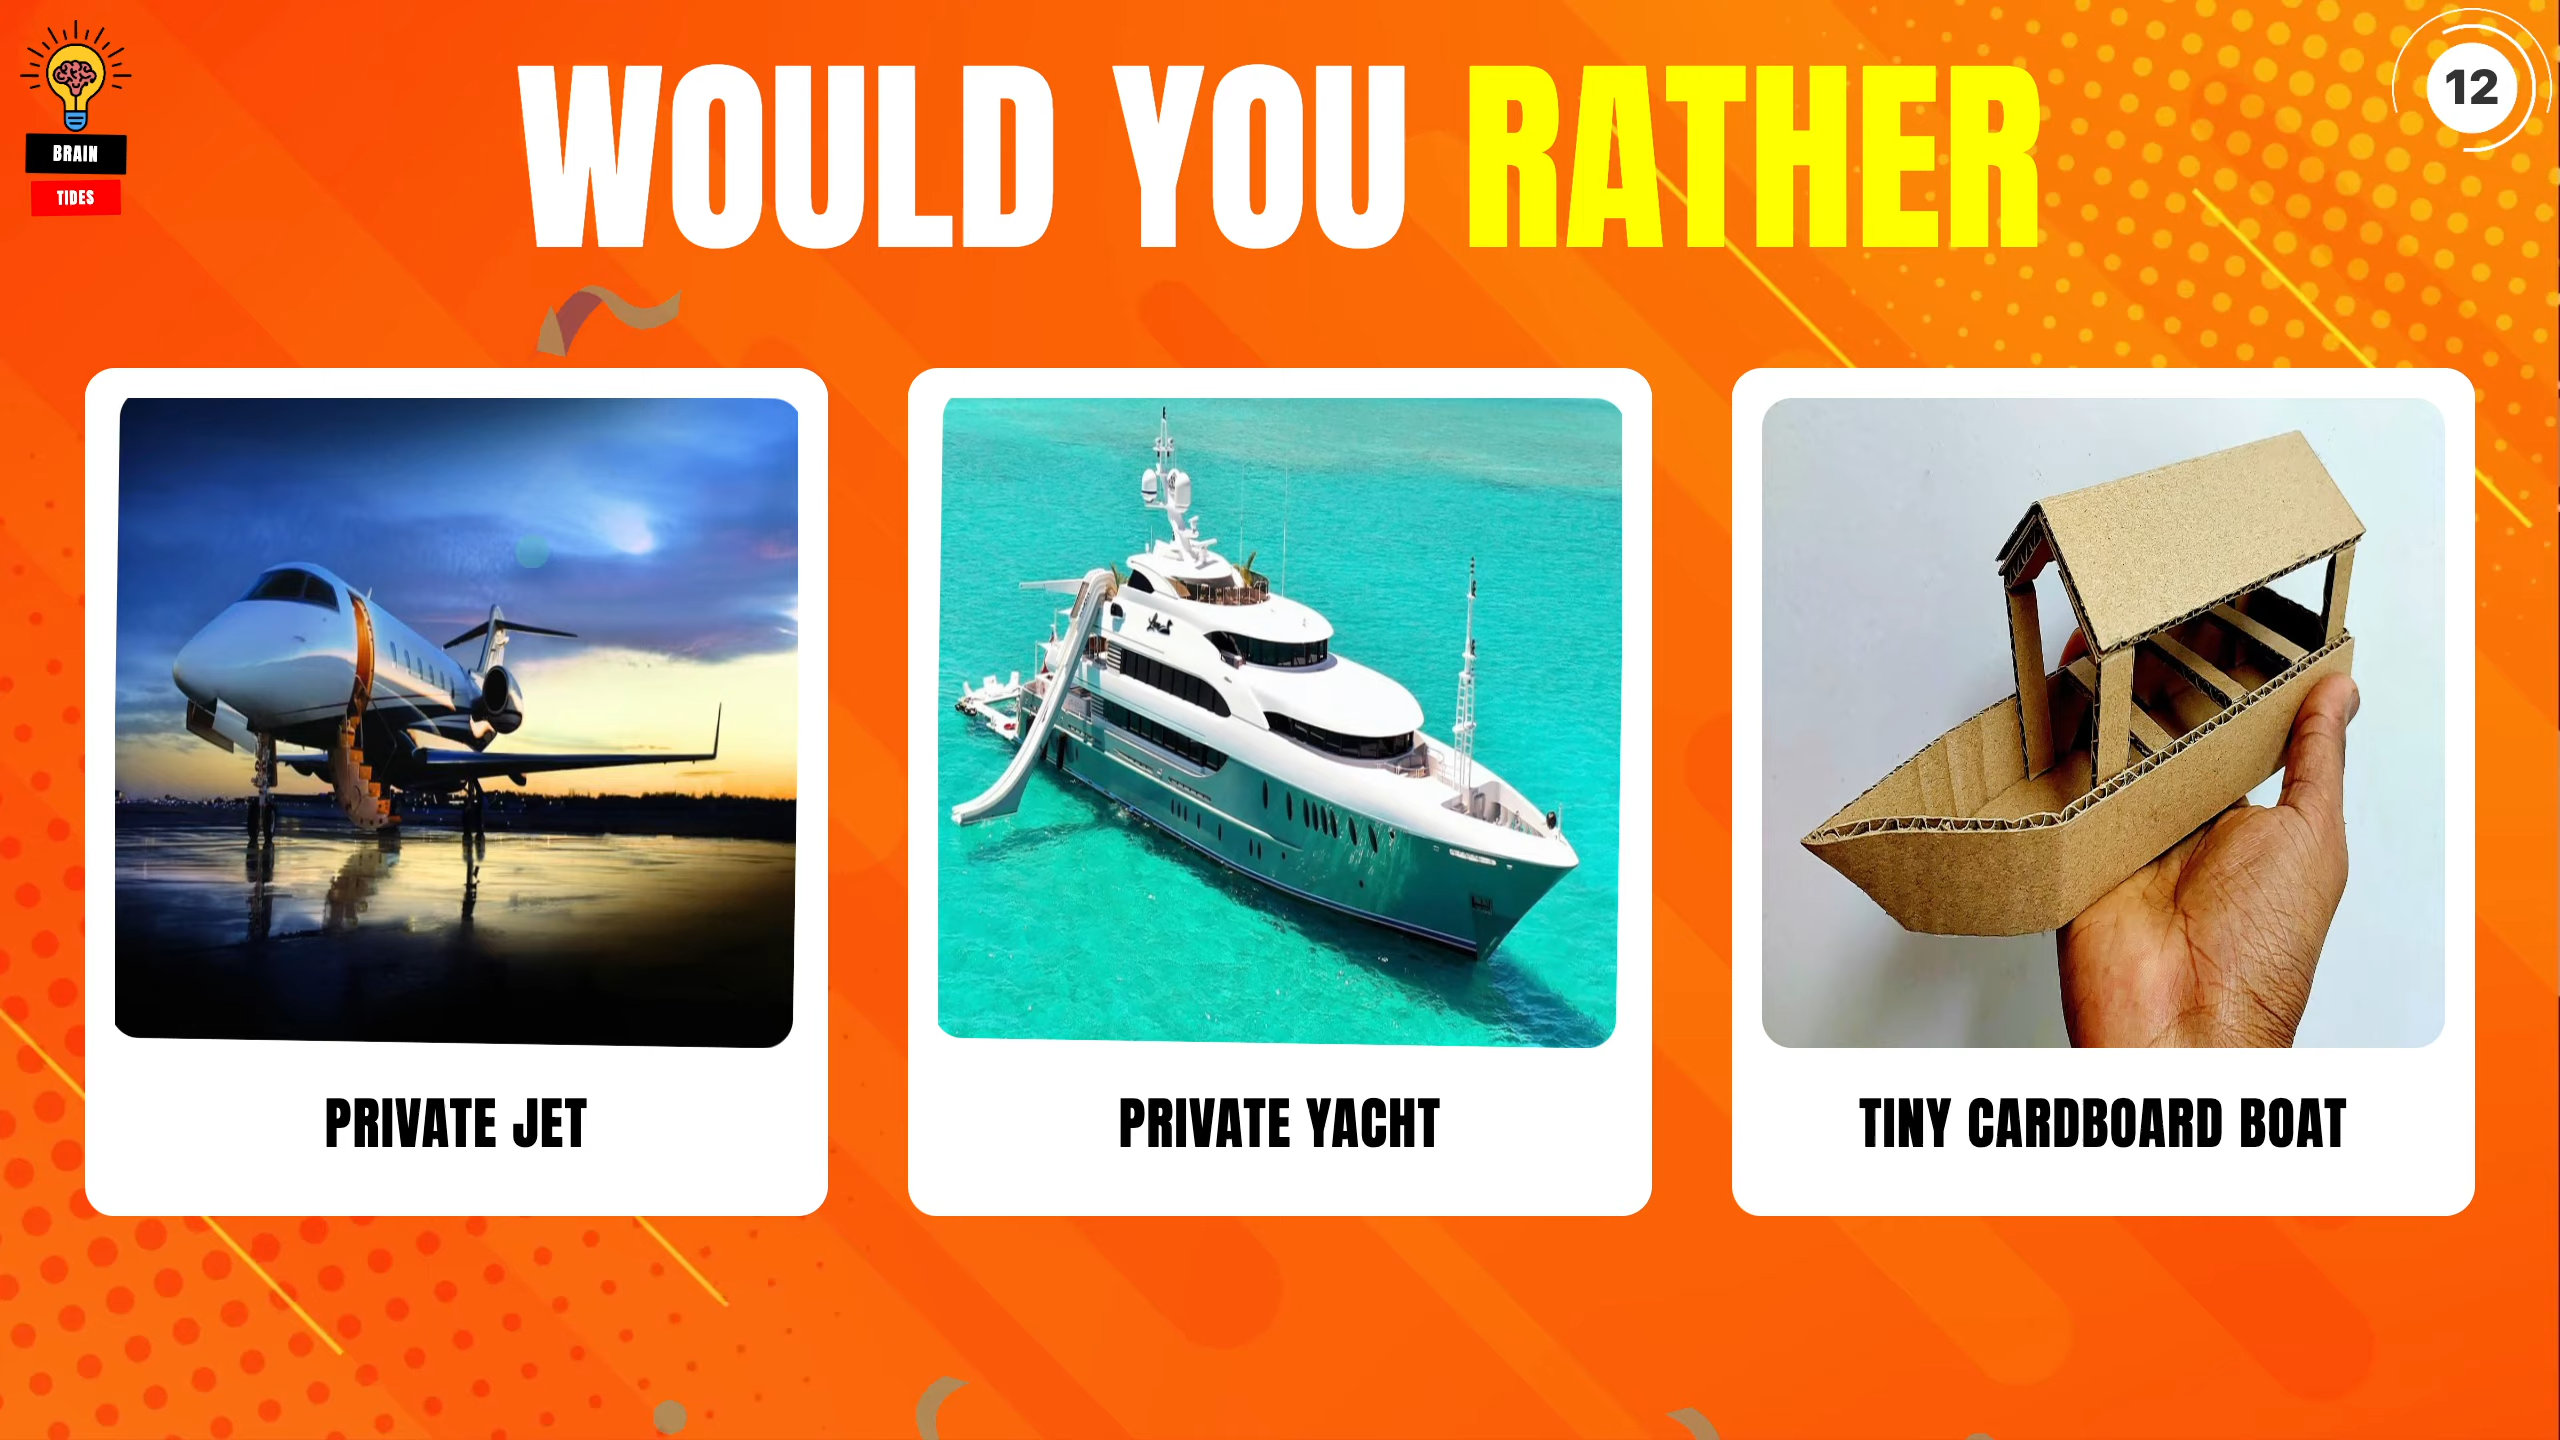 BRAIN
TIDES
WOULD YOU RATHER
12
PRIVATE JET
PRIVATE YACHT
TINY CARDBOARD BOAT